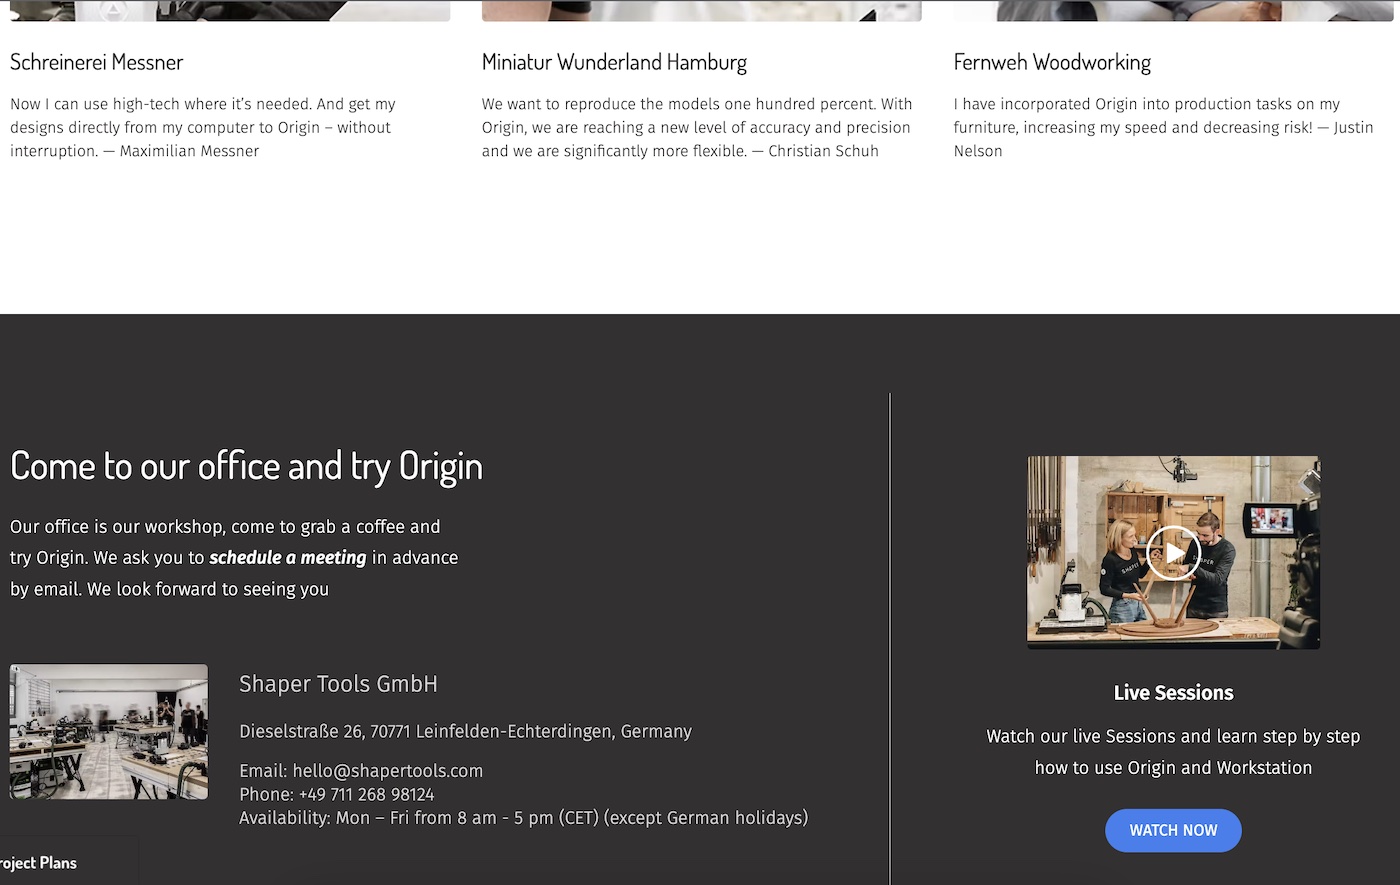 Schreinerei Messner
Now I can use high-tech where it’s needed. And get my
designs directly from my computer to Origin – without
interruption. — Maximilian Messner
Miniatur Wunderland Hamburg
We want to reproduce the models one hundred percent. With
Origin, we are reaching a new level of accuracy and precision
and we are significantly more flexible. — Christian Schuh
Fernweh Woodworking
I have incorporated Origin into production tasks on my
furniture, increasing my speed and decreasing risk! — Justin
Nelson
Come to our office and try Origin
Our office is our workshop, come to grab a coffee and
try Origin. We ask you to schedule a meeting in advance
by email. We look forward to seeing you
Shaper Tools GmbH
Dieselstraße 26, 70771 Leinfelden-Echterdingen, Germany
Email: hello@shapertools.com
Phone: +49 711 268 98124
Availability: Mon – Fri from 8 am - 5 pm (CET) (except German holidays)
roject Plans
SHAPER
SHAPER
Live Sessions
Watch our live Sessions and learn step by step
how to use Origin and Workstation
WATCH NOW